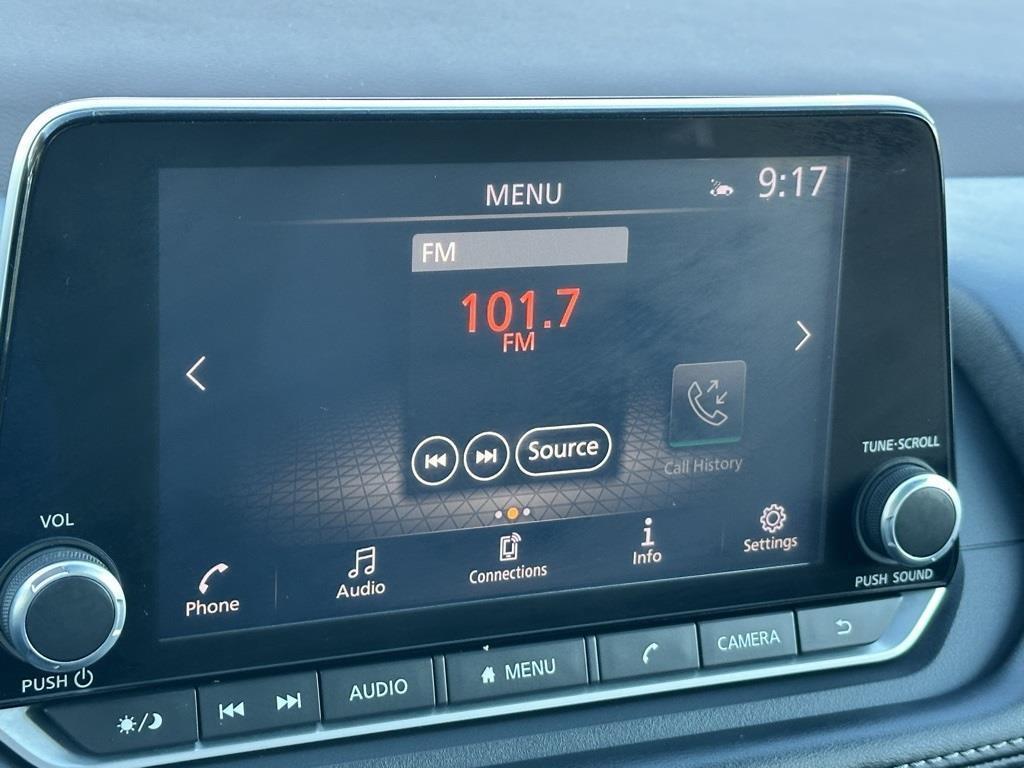 MENU
9:17
FM
101.7
FM
Source
Call History
TUNE·SCROLL
VOL
Phone
Audio
Connections
Info
Settings
PUSH SOUND
PUSH
AUDIO
MENU
CAMERA